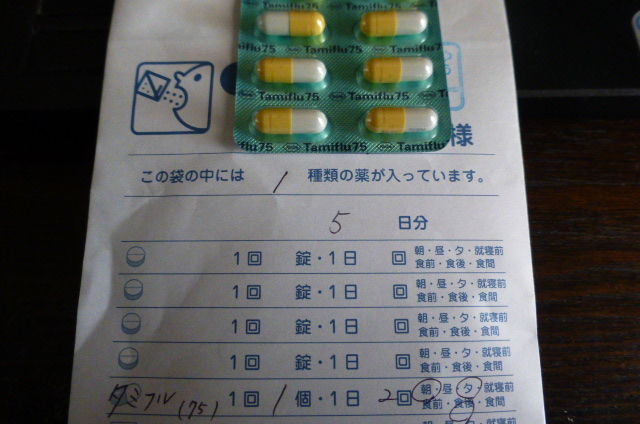 Tamiflu75
Tamiflu75 Tamiflu75
miflu75 Tamiflu75
様
この袋の中には 1 種類の薬が入っています。
5 日分
1回 錠・1日 回 朝・昼・夕・就寝前 食前・食後・食間
1回 錠・1日 回 朝・昼・夕・就寝前 食前・食後・食間
1回 錠・1日 回 朝・昼・夕・就寝前 食前・食後・食間
1回 錠・1日 回 朝・昼・夕・就寝前 食前・食後・食間
タミフル(75) 1回 1 個・1日 2回 朝・昼・夕・就寝前 食前・食後・食間